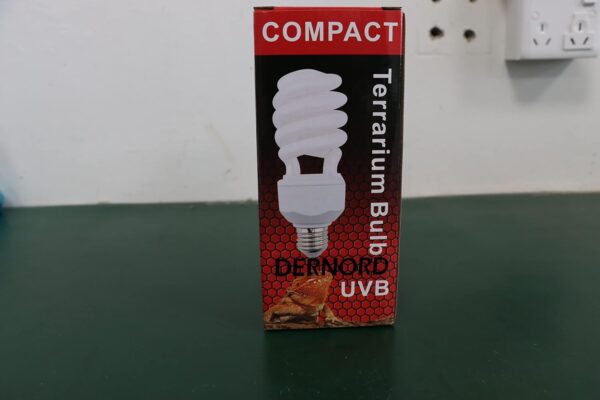 COMPACT
Terrarium Bulb
DERNORD
UVB